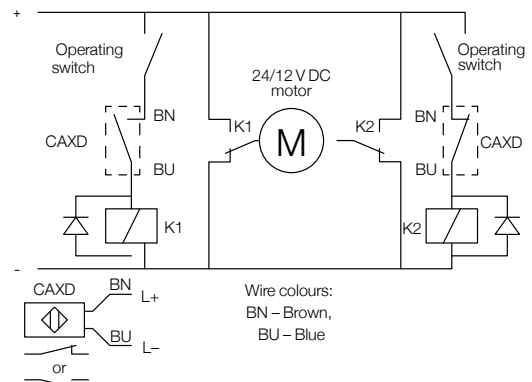 +
Operating
switch
Operating
switch
24/12 V DC
motor
BN
K1
M
K2
BN
CAXD
CAXD
BU
BU
K1
K2
-
CAXD
BN
L+
BU
L–
or
Wire colours:
BN – Brown,
BU – Blue